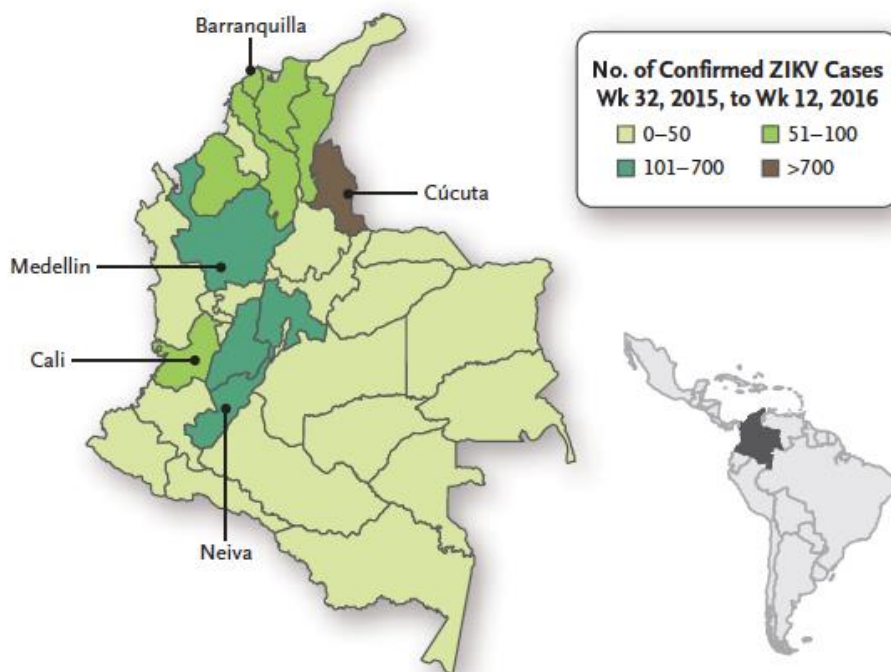 Barranquilla
No. of Confirmed ZIKV Cases
Wk 32, 2015, to Wk 12, 2016
0–50 51–100
101–700 >700
Cúcuta
Medellin
Cali
Neiva